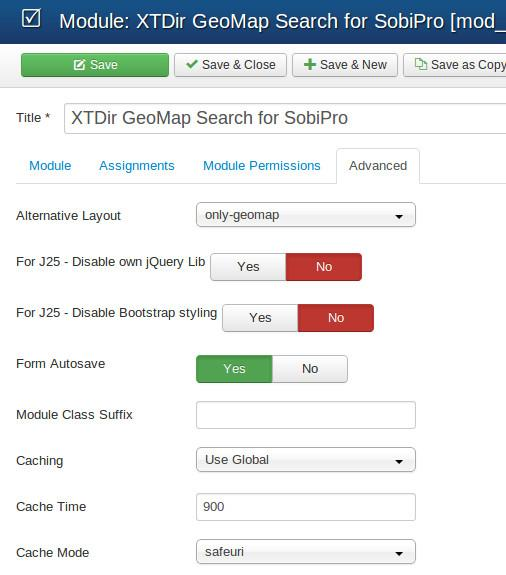 Module: XTDir GeoMap Search for SobiPro [mod_
Save Save & Close Save & New Save as Copy
Title * XTDir GeoMap Search for SobiPro
Module Assignments Module Permissions Advanced
Alternative Layout only-geomap
For J25 - Disable own jQuery Lib Yes No
For J25 - Disable Bootstrap styling Yes No
Form Autosave Yes No
Module Class Suffix
Caching Use Global
Cache Time 900
Cache Mode safeuri